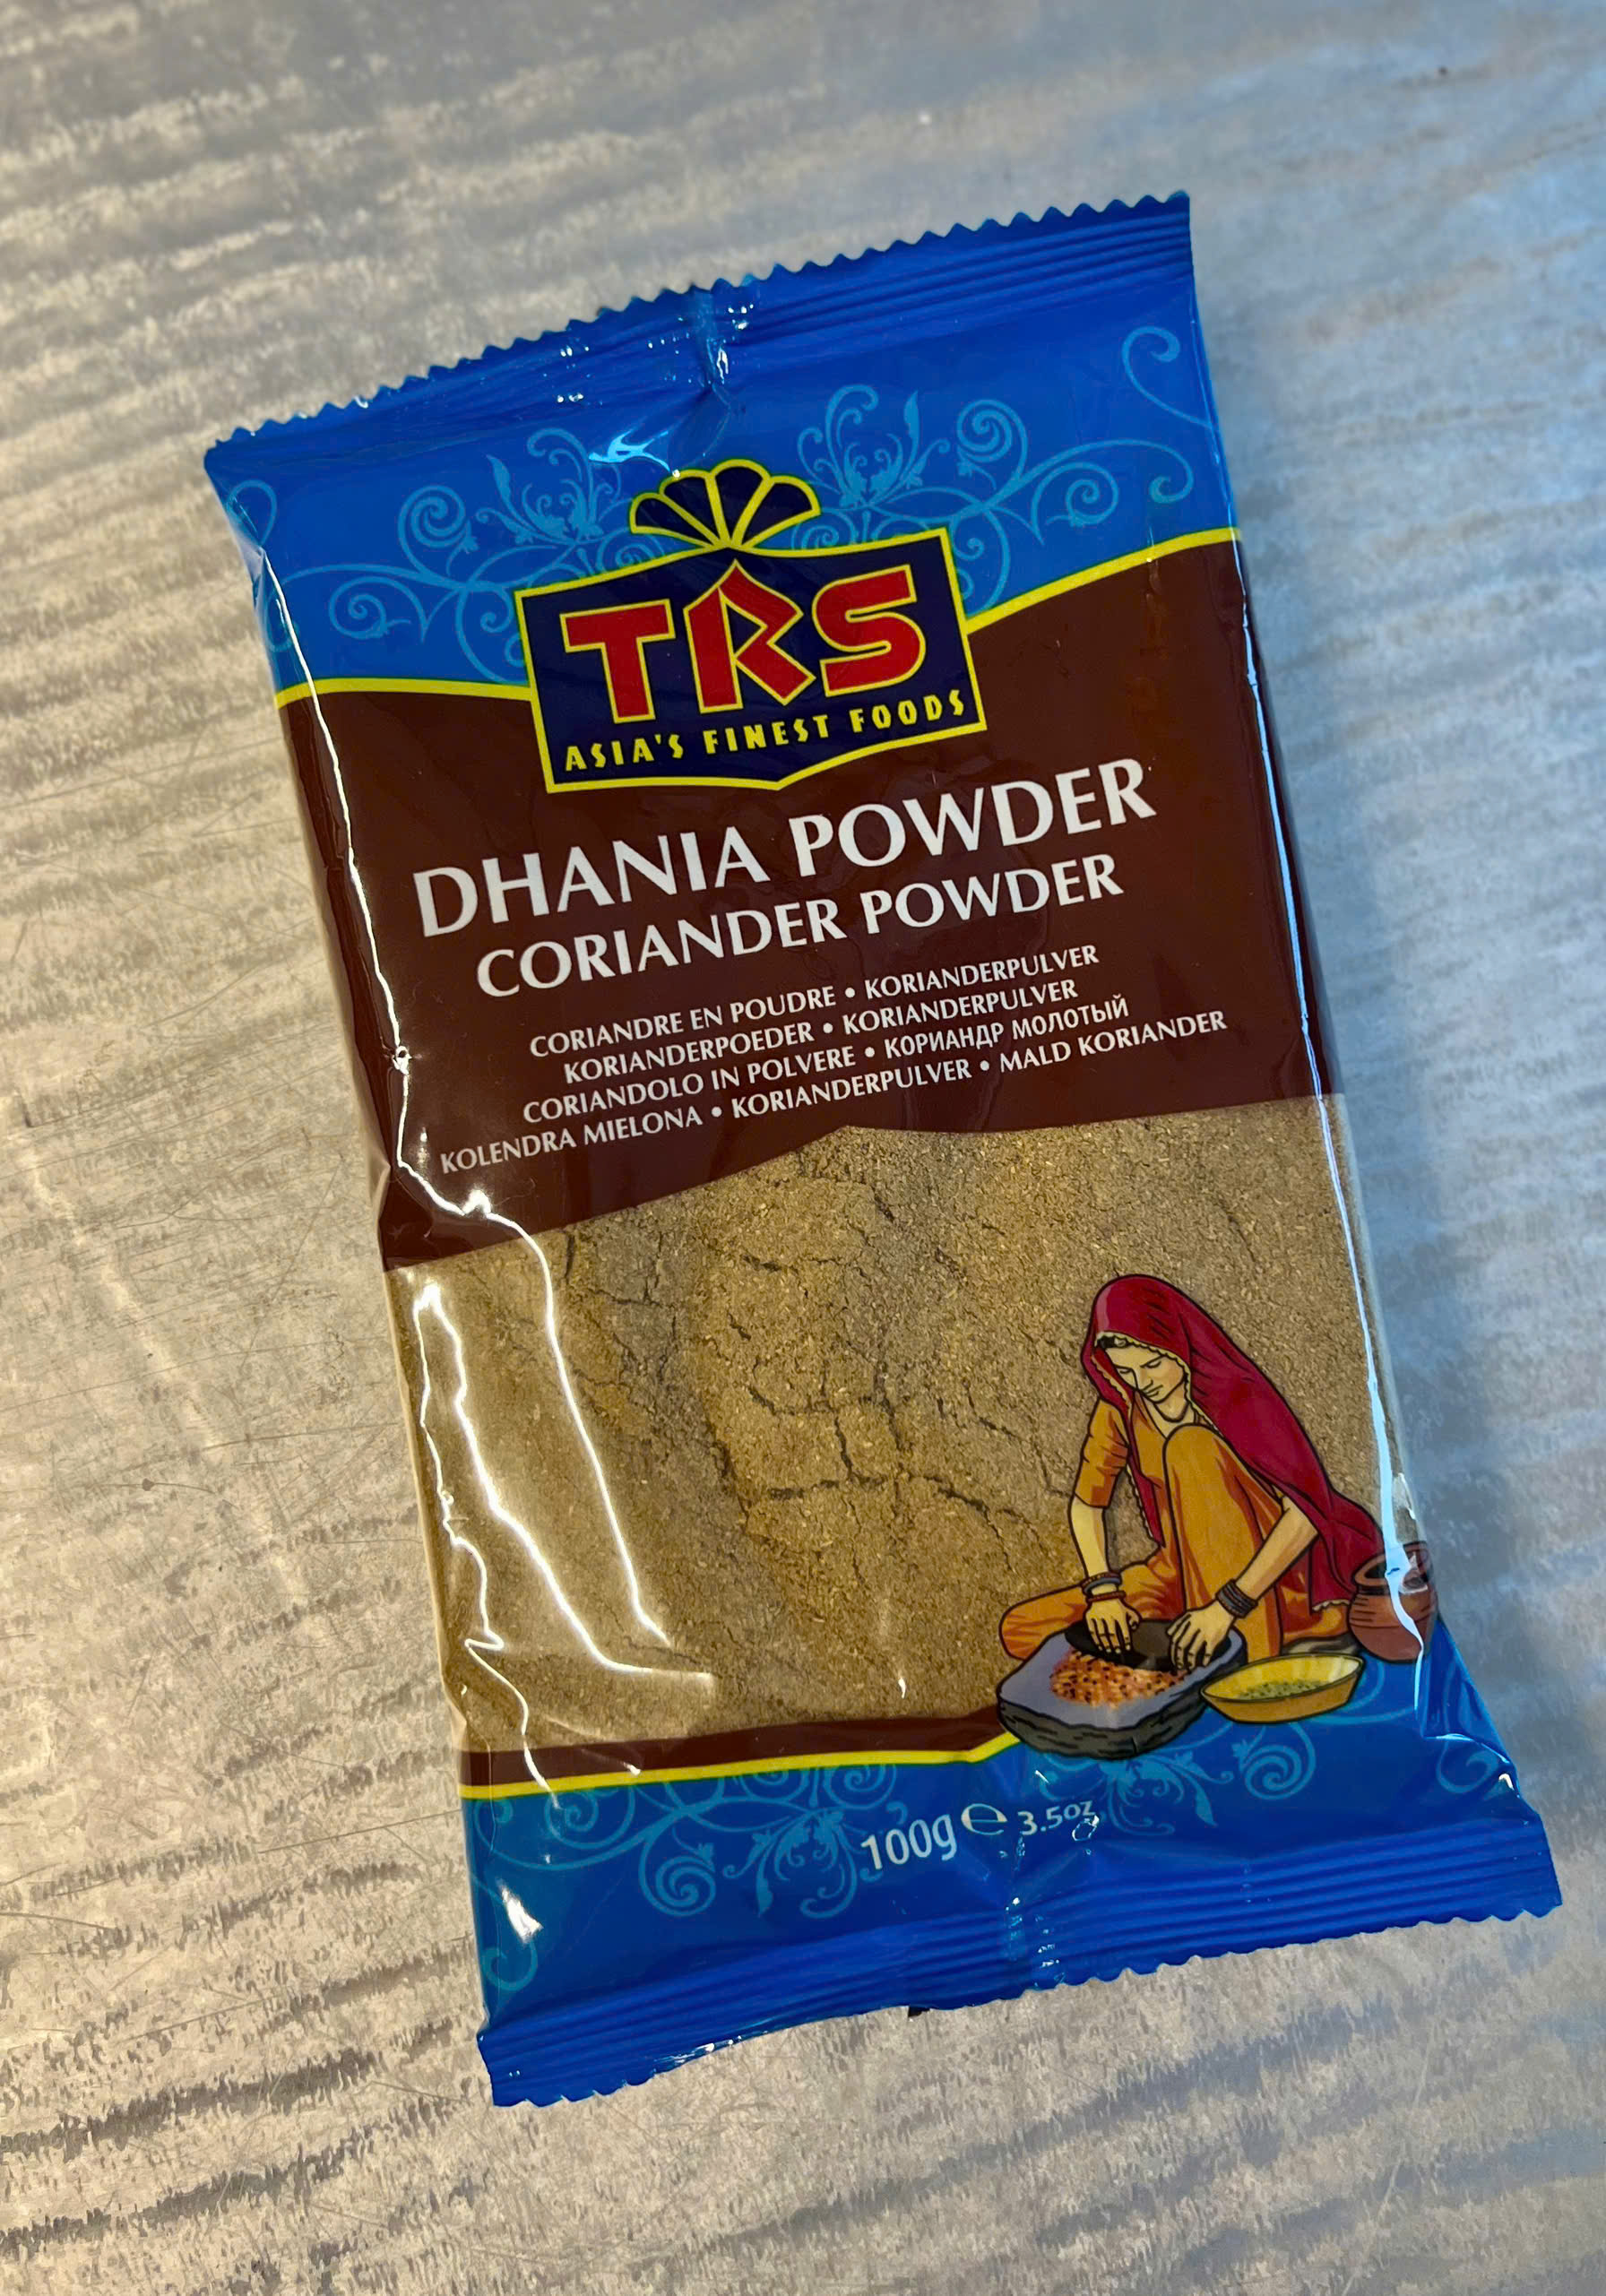 TRS
ASIA'S FINEST FOODS
DHANIA POWDER
CORIANDER POWDER
CORIANDRE EN POUDRE • KORIANDERPULVER
KORIANDERPOEDER • KORIANDERPULVER
CORIANDOLO IN POLVERE • КОРИАНДР МОЛОТЫЙ
KOLENDRA MIELONA • KORIANDERPULVER • MALD KORIANDER
100g ℮ 3.5oz